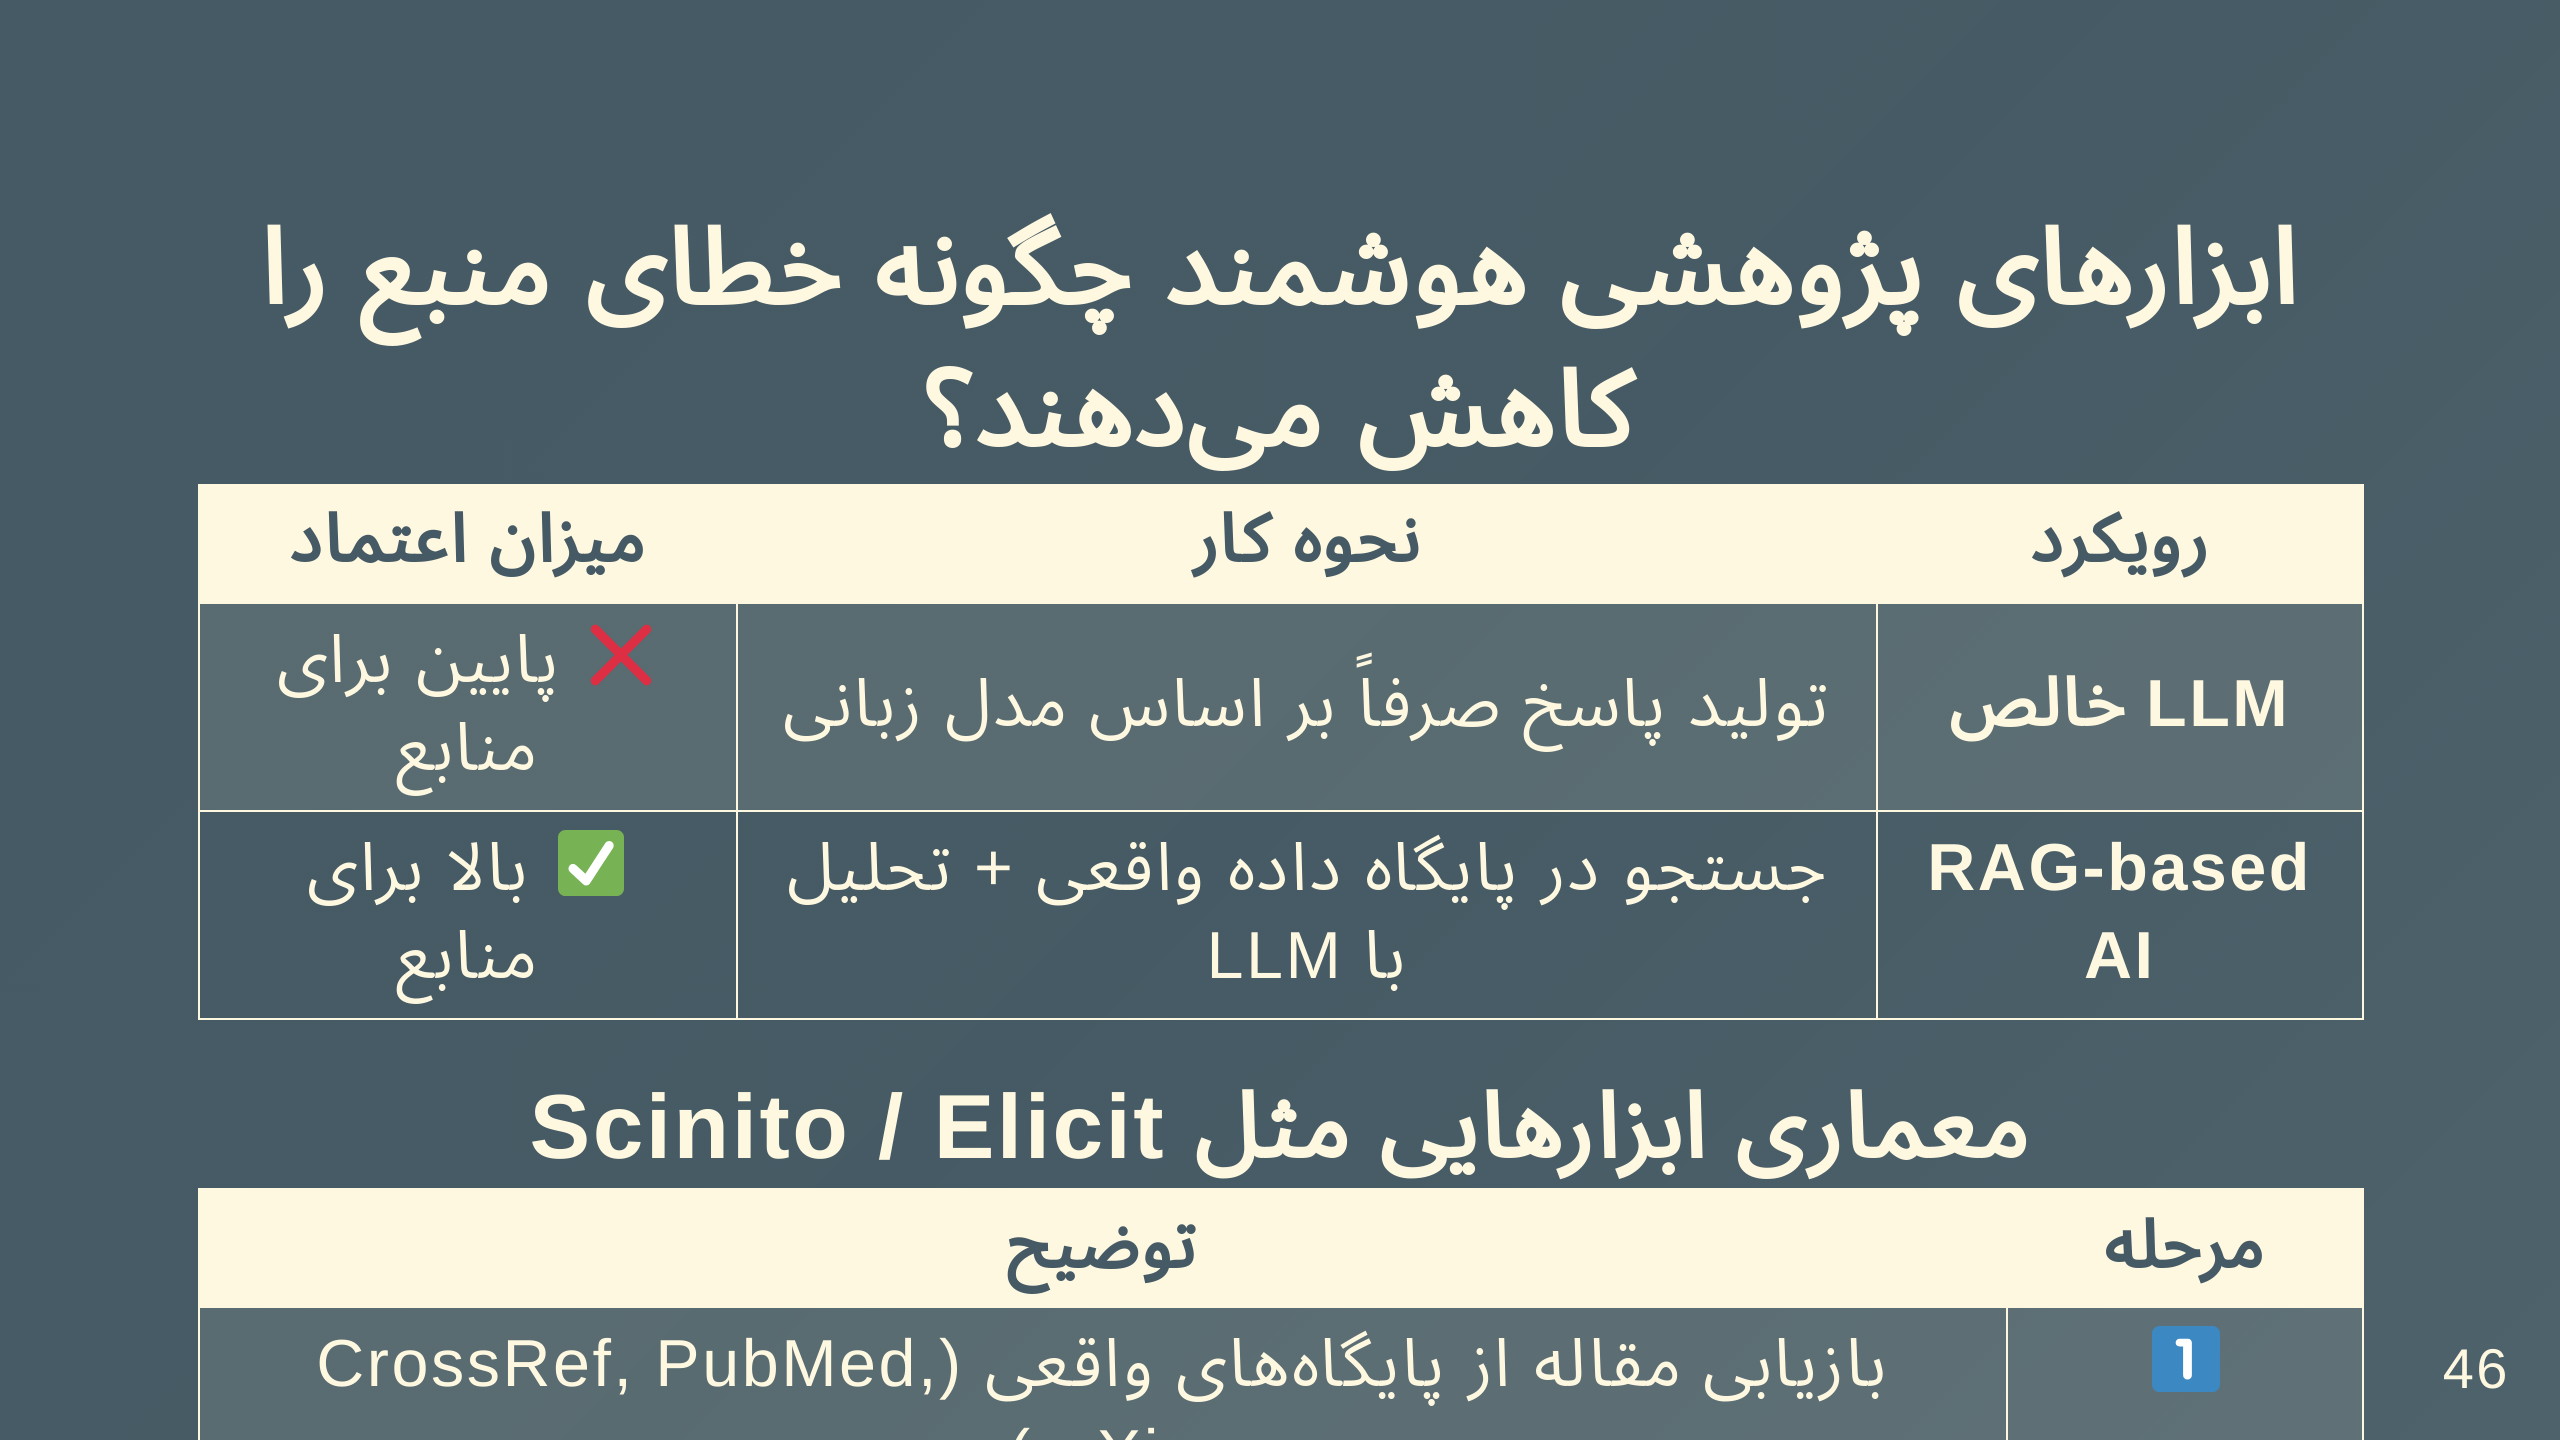 ابزارهای پژوهشی هوشمند چگونه خطای منبع را
کاهش می‌دهند؟
رویکرد
نحوه کار
میزان اعتماد
LLM خالص
تولید پاسخ صرفاً بر اساس مدل زبانی
❌ پایین برای
منابع
RAG-based
AI
جستجو در پایگاه داده واقعی + تحلیل
با LLM
✅ بالا برای
منابع
معماری ابزارهایی مثل Scinito / Elicit
مرحله
توضیح
1️⃣
بازیابی مقاله از پایگاه‌های واقعی (CrossRef, PubMed,
46